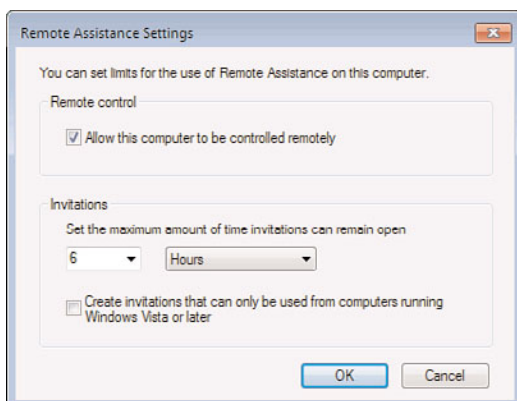 Remote Assistance Settings
You can set limits for the use of Remote Assistance on this computer.
Remote control
Allow this computer to be controlled remotely
Invitations
Set the maximum amount of time invitations can remain open
6 Hours
Create invitations that can only be used from computers running
Windows Vista or later
OK Cancel